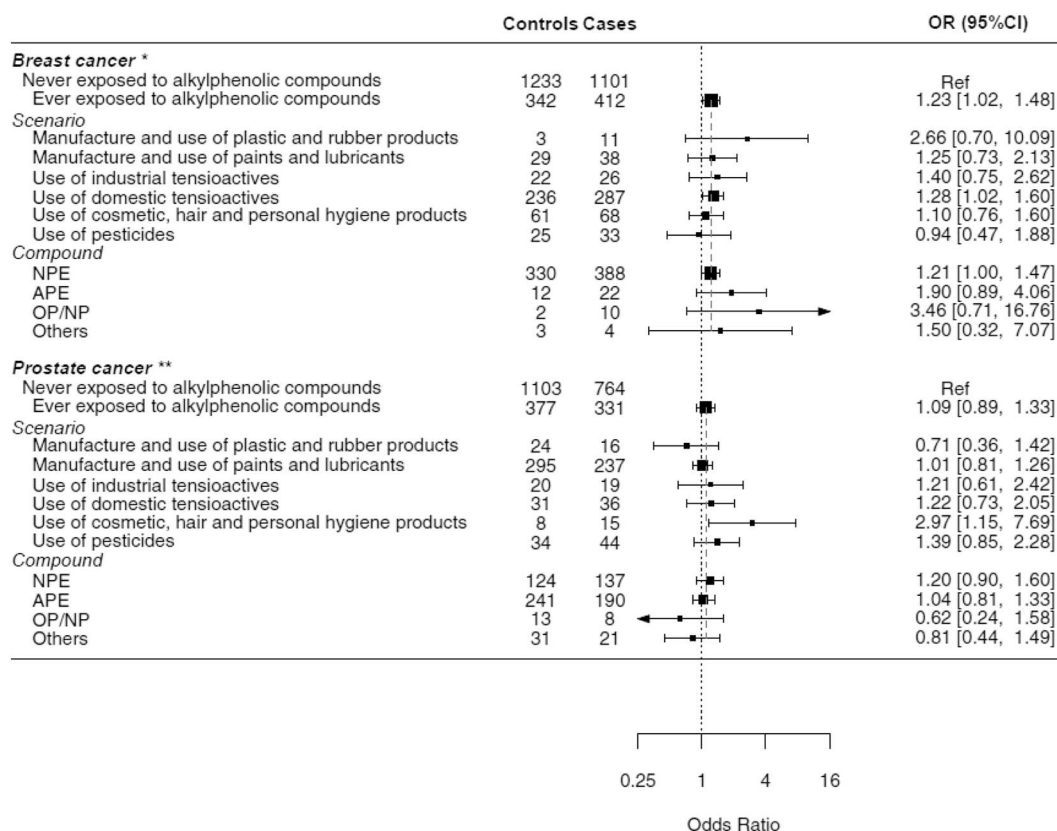 Controls Cases OR (95%CI)
Breast cancer *
Never exposed to alkylphenolic compounds 1233 1101 Ref
Ever exposed to alkylphenolic compounds 342 412 1.23 [1.02, 1.48]
Scenario
Manufacture and use of plastic and rubber products 3 11 2.66 [0.70, 10.09]
Manufacture and use of paints and lubricants 29 38 1.25 [0.73, 2.13]
Use of industrial tensioactives 22 26 1.40 [0.75, 2.62]
Use of domestic tensioactives 236 287 1.28 [1.02, 1.60]
Use of cosmetic, hair and personal hygiene products 61 68 1.10 [0.76, 1.60]
Use of pesticides 25 33 0.94 [0.47, 1.88]
Compound
NPE 330 388 1.21 [1.00, 1.47]
APE 12 22 1.90 [0.89, 4.06]
OP/NP 2 10 3.46 [0.71, 16.76]
Others 3 4 1.50 [0.32, 7.07]
Prostate cancer **
Never exposed to alkylphenolic compounds 1103 764 Ref
Ever exposed to alkylphenolic compounds 377 331 1.09 [0.89, 1.33]
Scenario
Manufacture and use of plastic and rubber products 24 16 0.71 [0.36, 1.42]
Manufacture and use of paints and lubricants 295 237 1.01 [0.81, 1.26]
Use of industrial tensioactives 20 19 1.21 [0.61, 2.42]
Use of domestic tensioactives 31 36 1.22 [0.73, 2.05]
Use of cosmetic, hair and personal hygiene products 8 15 2.97 [1.15, 7.69]
Use of pesticides 34 44 1.39 [0.85, 2.28]
Compound
NPE 124 137 1.20 [0.90, 1.60]
APE 241 190 1.04 [0.81, 1.33]
OP/NP 13 8 0.62 [0.24, 1.58]
Others 31 21 0.81 [0.44, 1.49]
0.25 1 4 16
Odds Ratio